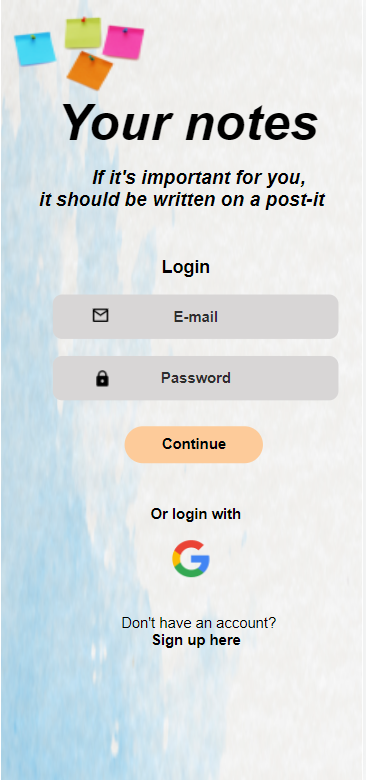 Your notes
If it's important for you,
it should be written on a post-it
Login
E-mail
Password
Continue
Or login with
Don't have an account?
Sign up here